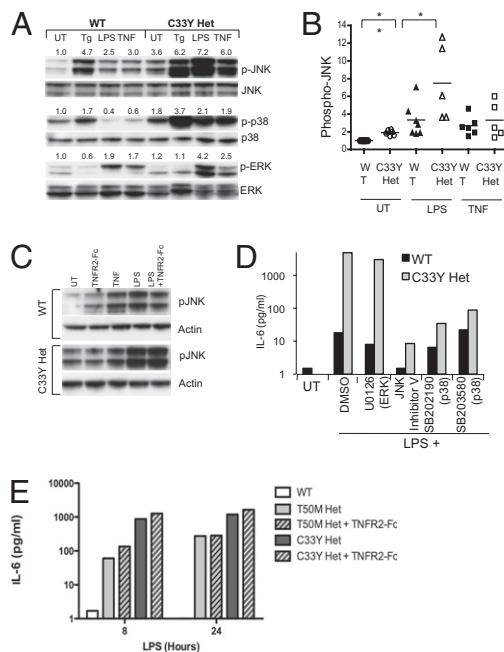 A
WT C33Y Het
UT Tg LPS TNF UT Tg LPS TNF
1.0 4.7 2.5 3.0 3.6 6.2 7.2 6.0
p-JNK
JNK
1.0 1.7 0.4 0.6 1.8 3.7 2.1 1.9
p-p38
p38
1.0 0.6 1.9 1.7 1.2 1.1 4.2 2.5
p-ERK
ERK
B
Phospho-JNK
14
12
10
8
6
4
2
0
* *
*
W T C33Y Het W T C33Y Het W T C33Y Het
UT LPS TNF
C
UT TNFR2-Fc TNF LPS LPS +TNFR2-Fc
WT
pJNK
Actin
C33Y Het
pJNK
Actin
D
WT
C33Y Het
IL-6 (pg/ml)
1000
100
10
1
UT
DMSO
U0126 (ERK)
JNK Inhibitor V
SB202190 (p38)
SB203580 (p38)
LPS +
E
IL-6 (pg/ml)
10000
1000
100
10
1
8 24
LPS (Hours)
WT
T50M Het
T50M Het + TNFR2-Fc
C33Y Het
C33Y Het + TNFR2-Fc